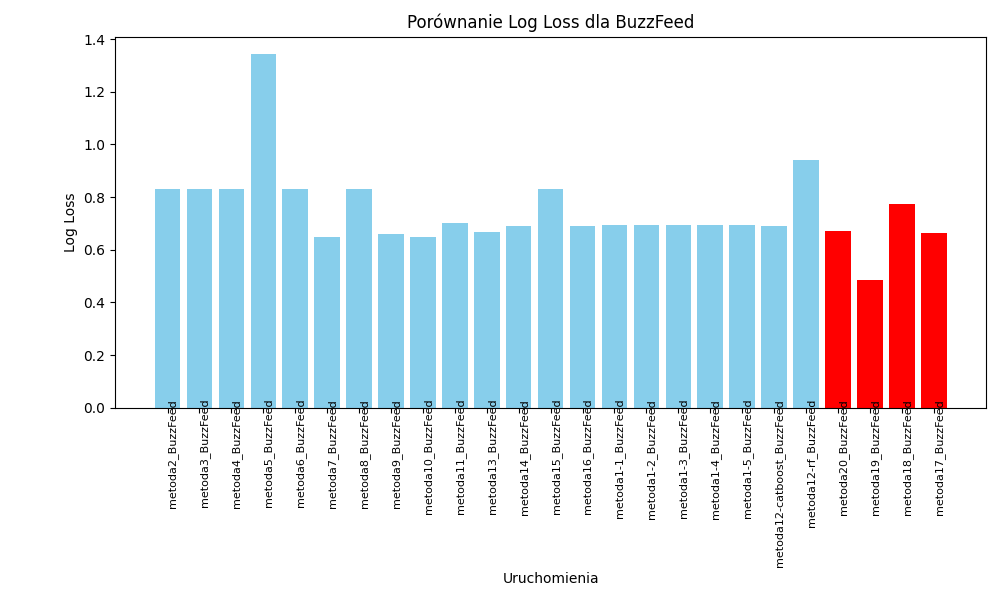 Porównanie Log Loss dla BuzzFeed
1.4
1.2
1.0
0.8
0.6
0.4
0.2
0.0
Log Loss
metoda2_BuzzFeed
metoda3_BuzzFeed
metoda4_BuzzFeed
metoda5_BuzzFeed
metoda6_BuzzFeed
metoda7_BuzzFeed
metoda8_BuzzFeed
metoda9_BuzzFeed
metoda10_BuzzFeed
metoda11_BuzzFeed
metoda13_BuzzFeed
metoda14_BuzzFeed
metoda15_BuzzFeed
metoda16_BuzzFeed
metoda1-1_BuzzFeed
metoda1-2_BuzzFeed
metoda1-3_BuzzFeed
metoda1-4_BuzzFeed
metoda1-5_BuzzFeed
metoda12-catboost_BuzzFeed
metoda12-rf_BuzzFeed
metoda20_BuzzFeed
metoda19_BuzzFeed
metoda18_BuzzFeed
metoda17_BuzzFeed
Uruchomienia